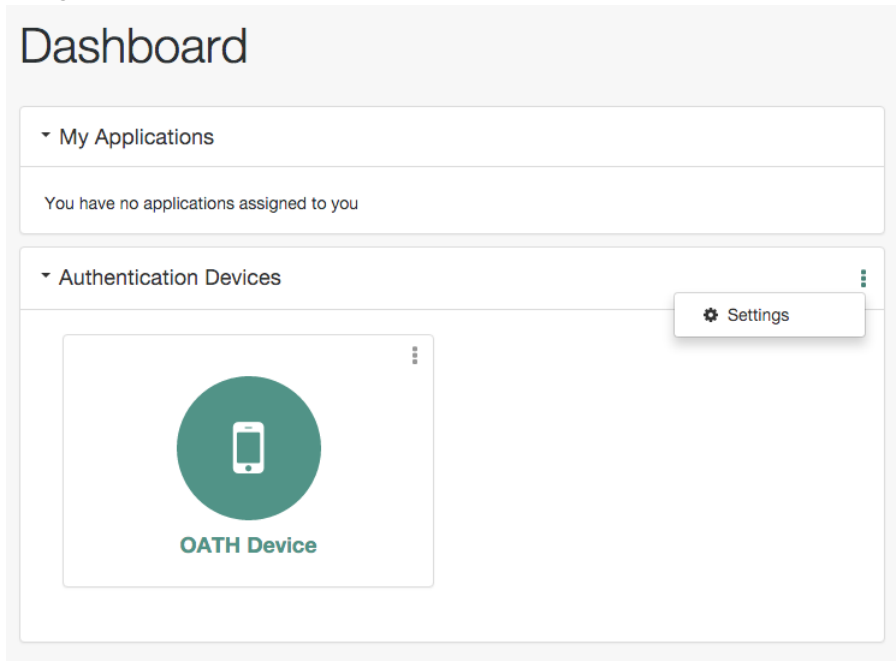 Dashboard
My Applications
You have no applications assigned to you
Authentication Devices
Settings
OATH Device